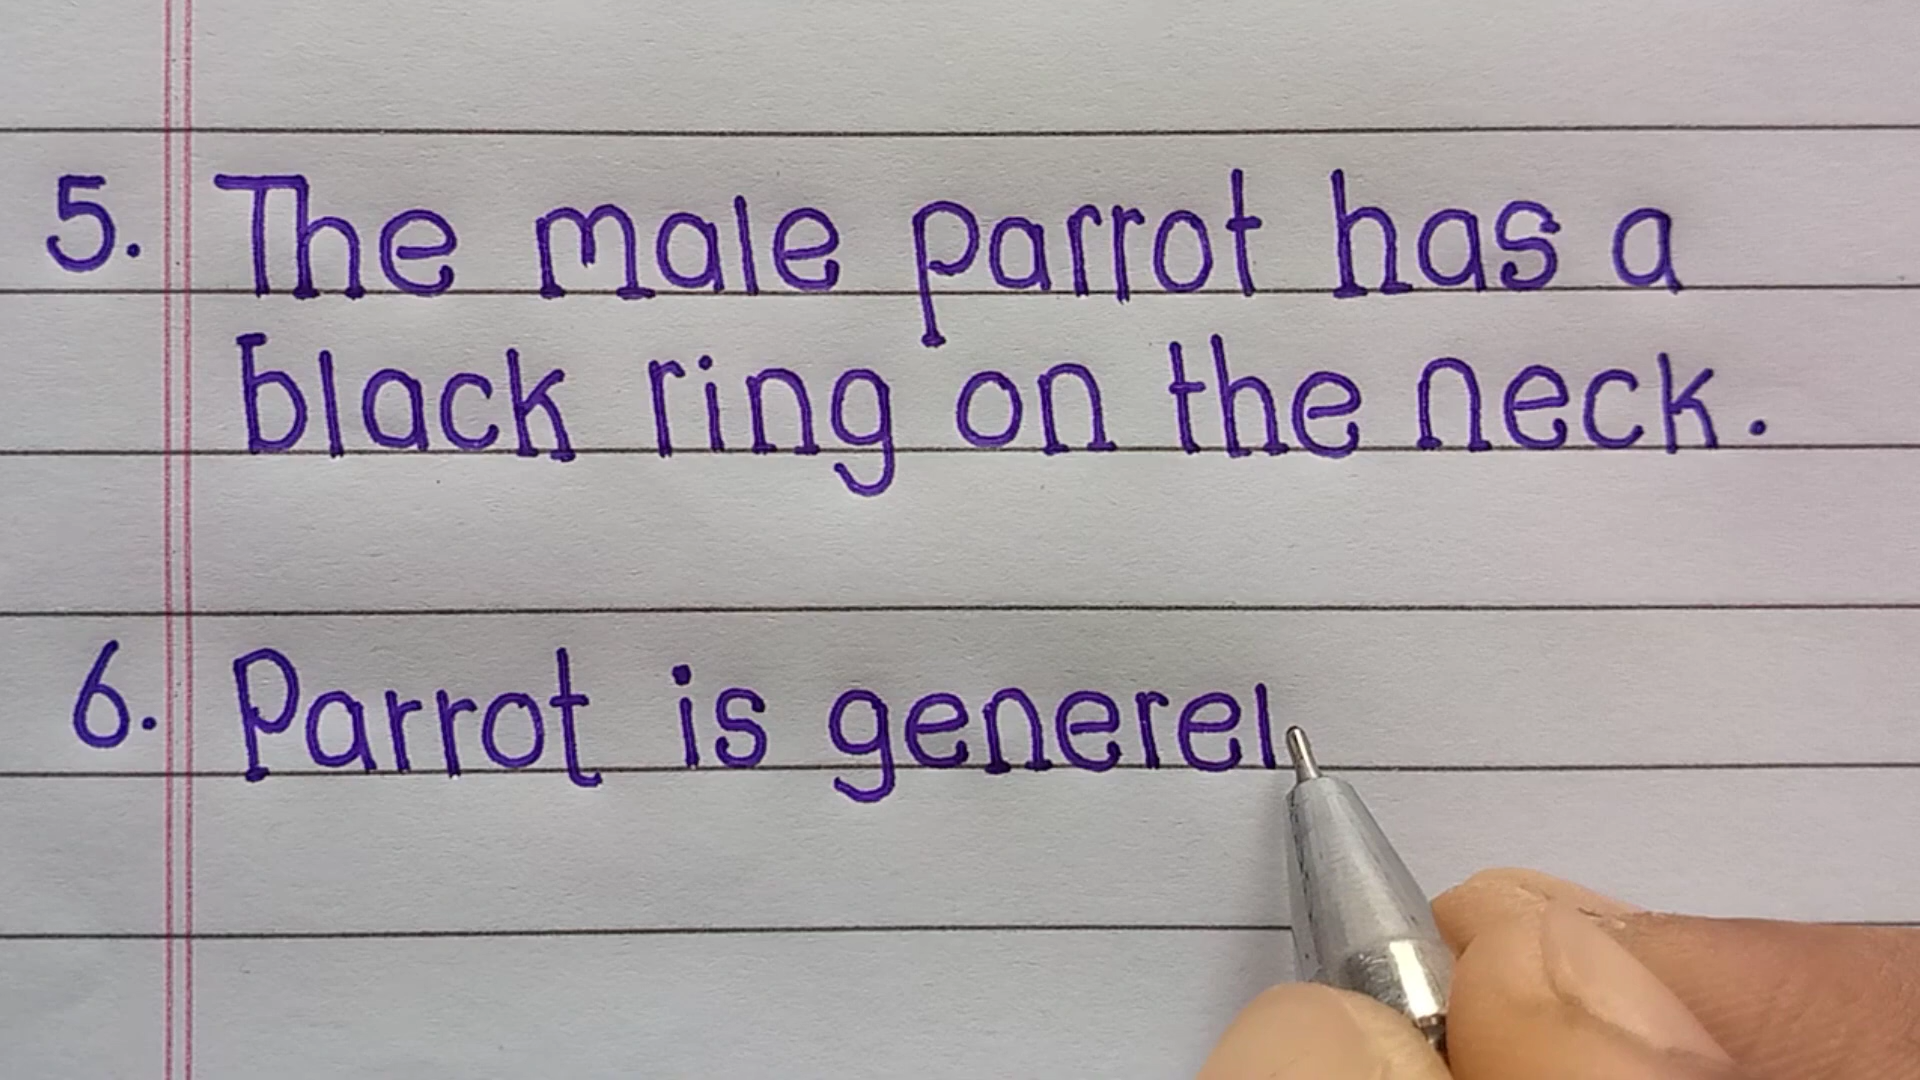 5. The male parrot has a
black ring on the neck.
6. Parrot is generel